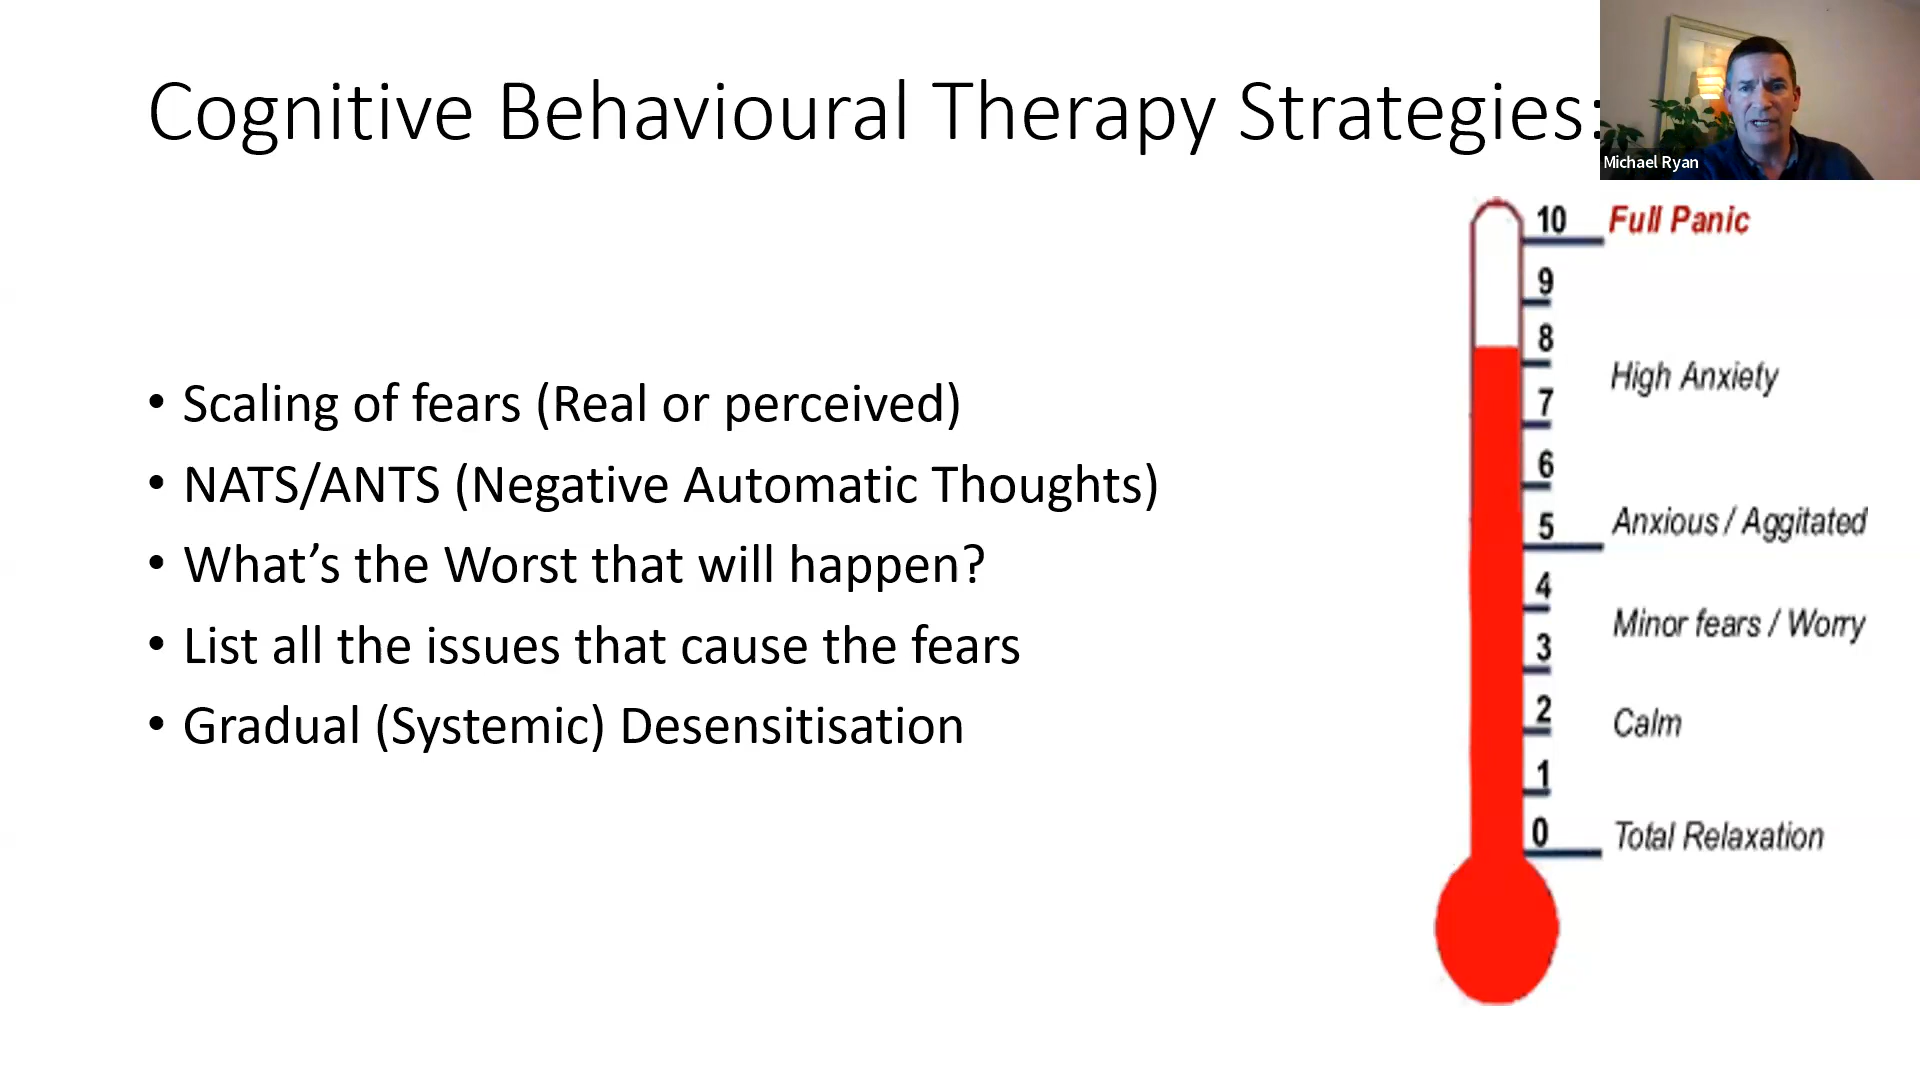 Cognitive Behavioural Therapy Strategies:
Michael Ryan
• Scaling of fears (Real or perceived)
• NATS/ANTS (Negative Automatic Thoughts)
• What’s the Worst that will happen?
• List all the issues that cause the fears
• Gradual (Systemic) Desensitisation
10 Full Panic
9
8
High Anxiety
7
6
5 Anxious / Aggitated
4
Minor fears / Worry
3
2 Calm
1
0 Total Relaxation